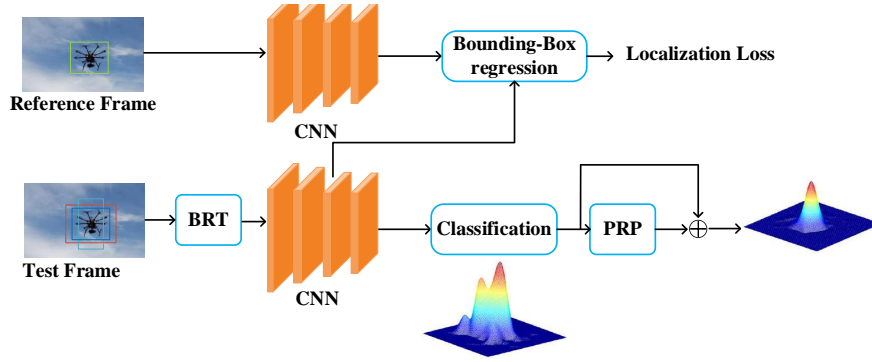 Reference Frame
CNN
Bounding-Box
regression
Localization Loss
Test Frame
BRT
CNN
Classification
PRP